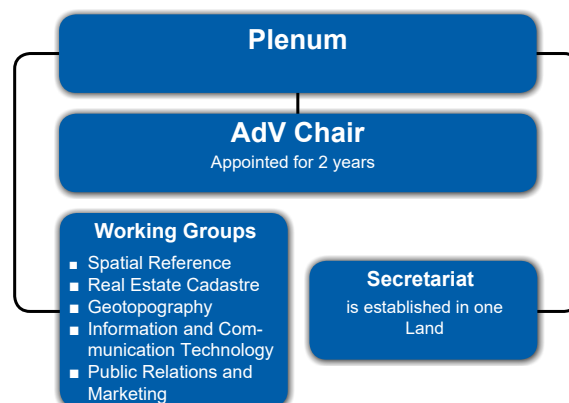 Plenum
AdV Chair
Appointed for 2 years
Working Groups
■ Spatial Reference
■ Real Estate Cadastre
■ Geotopography
■ Information and Com-
munication Technology
■ Public Relations and
Marketing
Secretariat
is established in one
Land